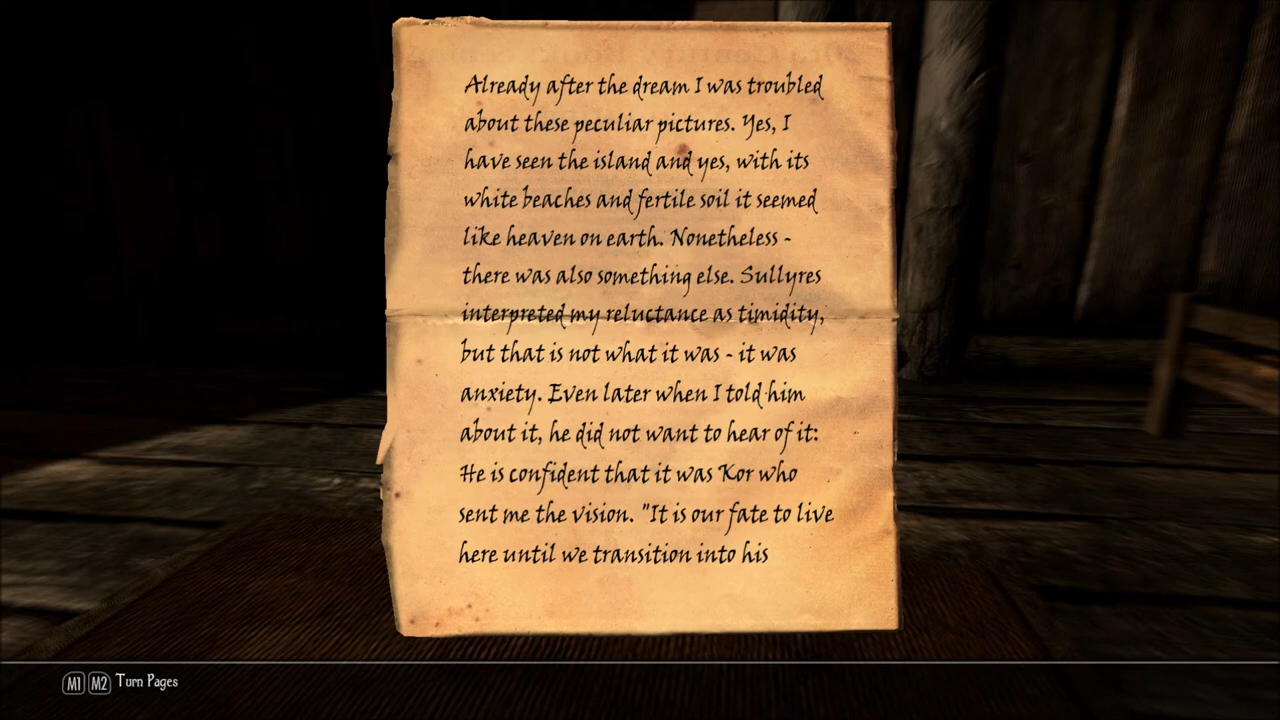 Already after the dream I was troubled
about these peculiar pictures. Yes, I
have seen the island and yes, with its
white beaches and fertile soil it seemed
like heaven on earth. Nonetheless -
there was also something else. Sullyres
interpreted my reluctance as timidity,
but that is not what it was - it was
anxiety. Even later when I told him
about it, he did not want to hear of it:
He is confident that it was Kor who
sent me the vision. "It is our fate to live
here until we transition into his
M1 M2 Turn Pages